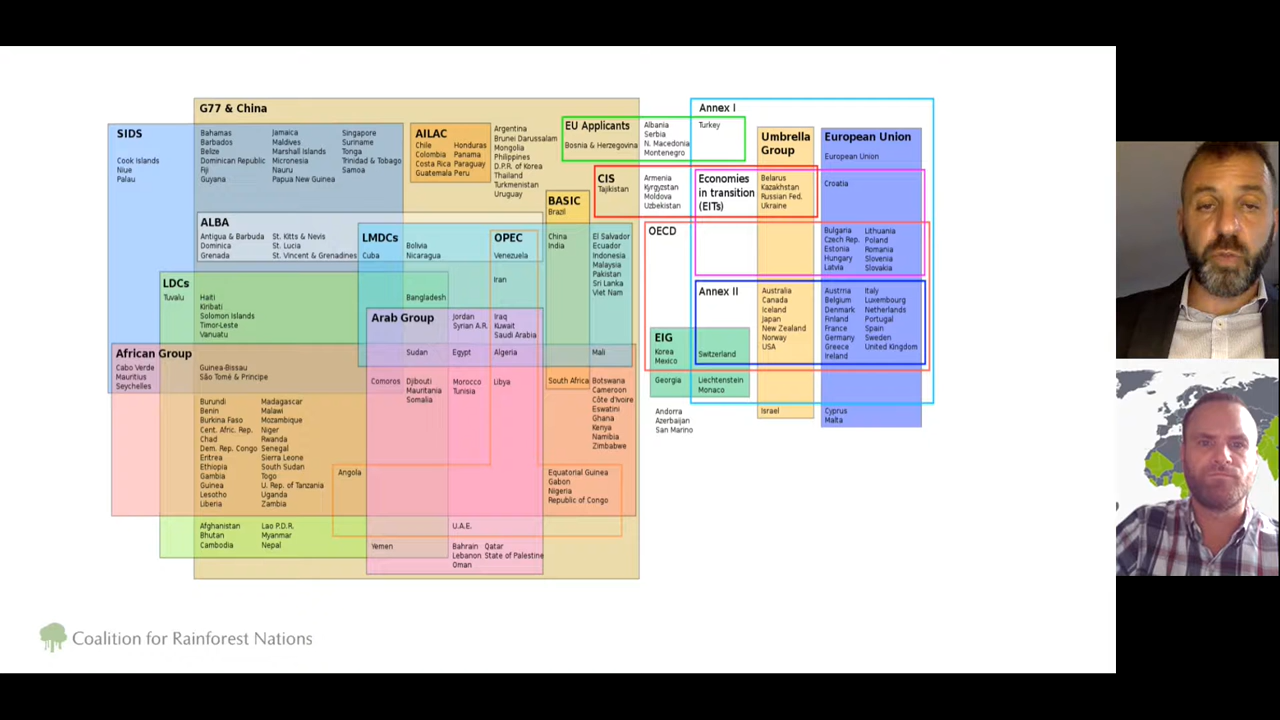 G77 & China
SIDS
Cook Islands
Niue
Palau
Bahamas
Barbados
Belize
Dominican Republic
Fiji
Guyana
Jamaica
Maldives
Marshall Islands
Micronesia
Nauru
Papua New Guinea
Singapore
Suriname
Tonga
Trinidad & Tobago
Samoa
AILAC
Chile
Colombia
Costa Rica
Guatemala
Honduras
Panama
Paraguay
Peru
Argentina
Brunei Darussalam
Mongolia
Philippines
D.P.R. of Korea
Thailand
Turkmenistan
Uruguay
EU Applicants
Bosnia & Herzegovina
Albania
Serbia
N. Macedonia
Montenegro
Annex I
Turkey
Umbrella
Group
European Union
European Union
CIS
Tajikistan
Armenia
Kyrgyzstan
Moldova
Uzbekistan
Economies
in transition
(EITs)
Belarus
Kazakhstan
Russian Fed.
Ukraine
Croatia
BASIC
Brazil
China
India
ALBA
Antigua & Barbuda
Dominica
Grenada
St. Kitts & Nevis
St. Lucia
St. Vincent & Grenadines
LMDCs
Cuba
Bolivia
Nicaragua
OPEC
Venezuela
Iran
El Salvador
Ecuador
Indonesia
Malaysia
Pakistan
Sri Lanka
Viet Nam
OECD
Bulgaria
Czech Rep.
Estonia
Hungary
Latvia
Lithuania
Poland
Romania
Slovenia
Slovakia
LDCs
Tuvalu
Haiti
Kiribati
Solomon Islands
Timor-Leste
Vanuatu
Bangladesh
Arab Group
Jordan
Syrian A.R.
Iraq
Kuwait
Saudi Arabia
Annex II
Australia
Canada
Iceland
Japan
New Zealand
Norway
USA
Austria
Belgium
Denmark
Finland
France
Germany
Greece
Ireland
Italy
Luxembourg
Netherlands
Portugal
Spain
Sweden
United Kingdom
EIG
Korea
Mexico
Switzerland
Georgia
Liechtenstein
Monaco
African Group
Cabo Verde
Mauritius
Seychelles
Guinea-Bissau
São Tomé & Principe
Sudan
Egypt
Algeria
Mali
Comoros
Djibouti
Mauritania
Somalia
Morocco
Tunisia
Libya
South Africa
Botswana
Cameroon
Côte d'Ivoire
Eswatini
Ghana
Kenya
Namibia
Zimbabwe
Andorra
Azerbaijan
San Marino
Israel
Cyprus
Malta
Burundi
Benin
Burkina Faso
Cent. Afric. Rep.
Chad
Dem. Rep. Congo
Eritrea
Ethiopia
Gambia
Guinea
Lesotho
Liberia
Madagascar
Malawi
Mozambique
Niger
Rwanda
Senegal
Sierra Leone
South Sudan
Togo
U. Rep. of Tanzania
Uganda
Zambia
Angola
Equatorial Guinea
Gabon
Nigeria
Republic of Congo
Afghanistan
Bhutan
Cambodia
Lao P.D.R.
Myanmar
Nepal
U.A.E.
Yemen
Bahrain
Lebanon
Oman
Qatar
State of Palestine
Coalition for Rainforest Nations